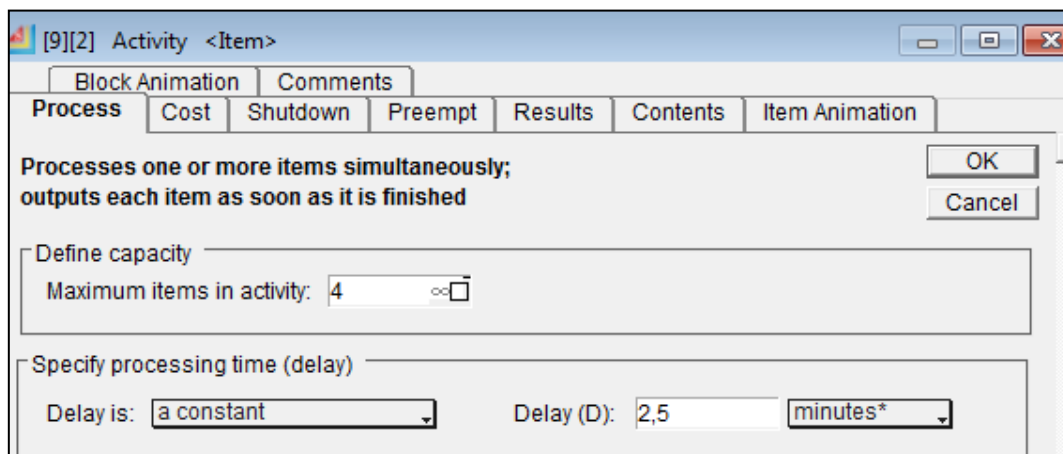 [9][2] Activity <Item>
Block Animation Comments
Process Cost Shutdown Preempt Results Contents Item Animation
Processes one or more items simultaneously;
outputs each item as soon as it is finished
OK
Cancel
Define capacity
Maximum items in activity: 4 ∞
Specify processing time (delay)
Delay is: a constant Delay (D): 2,5 minutes*